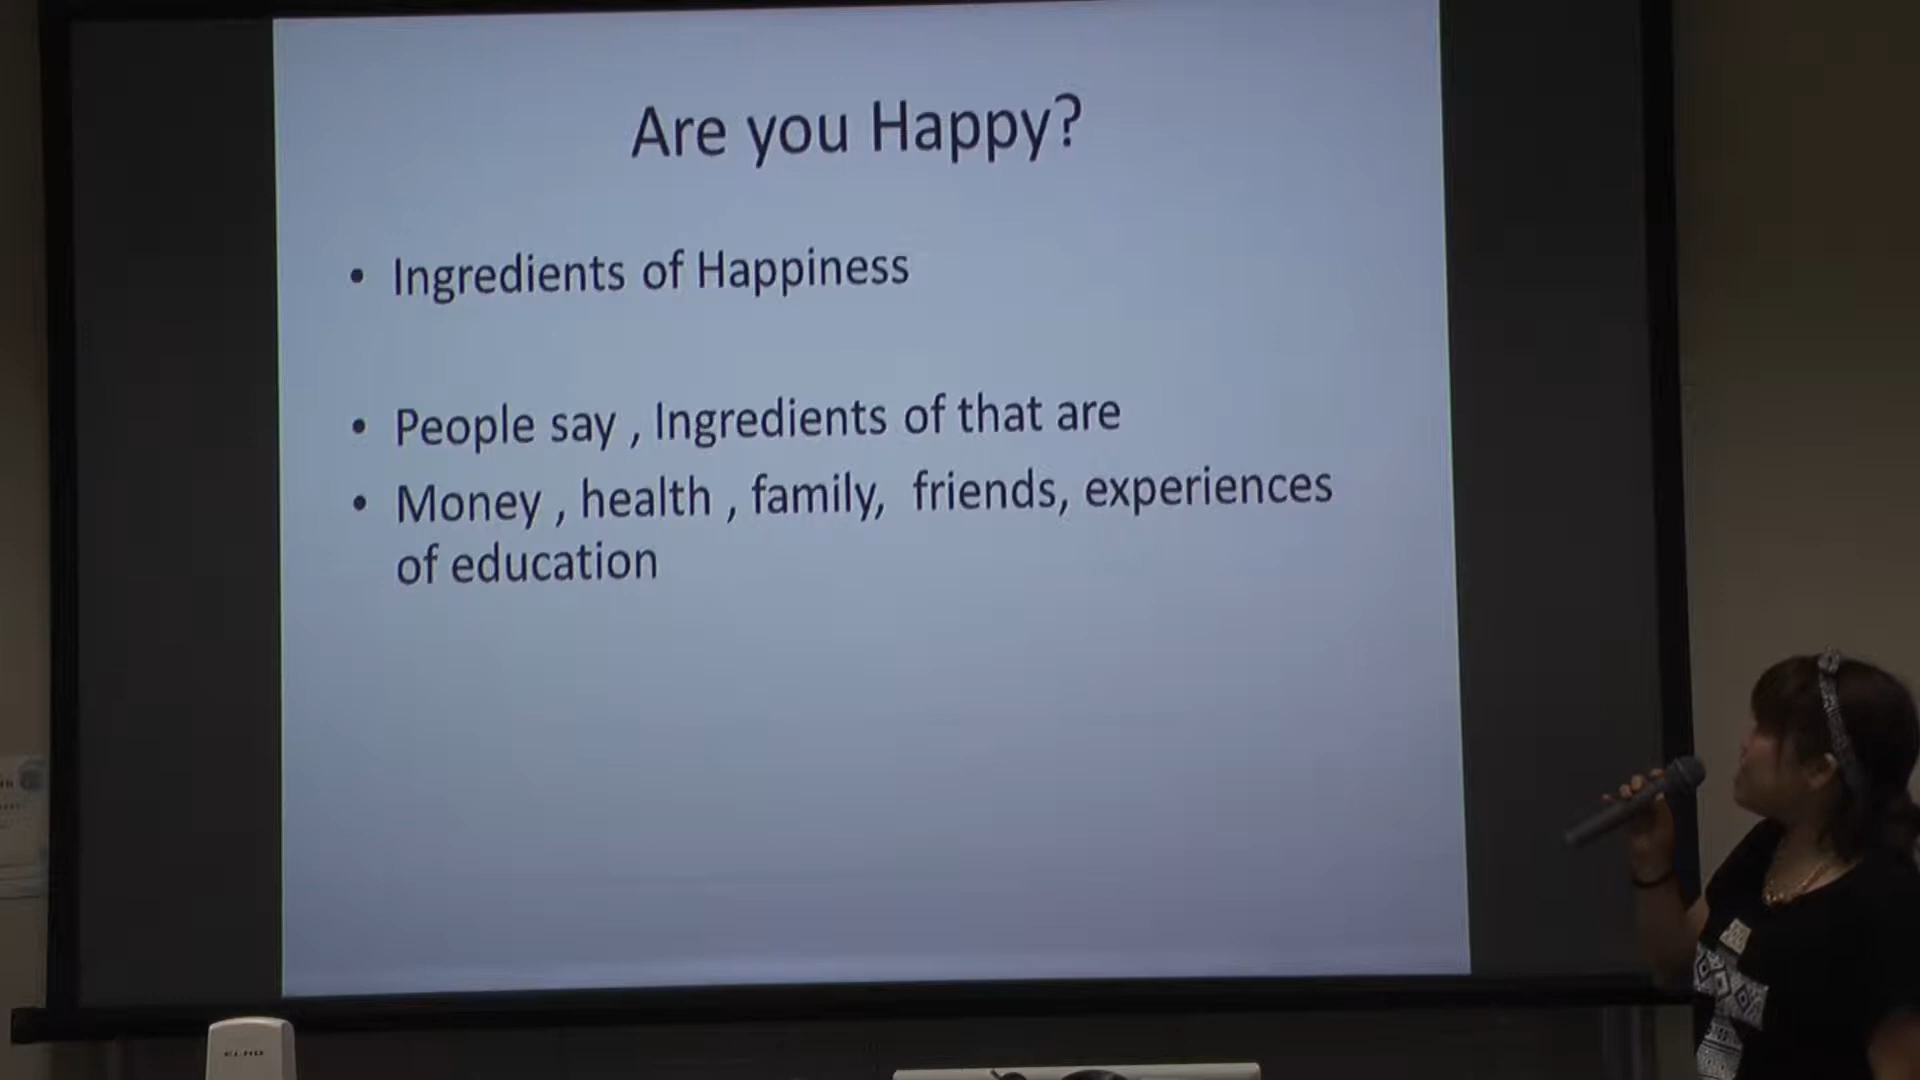 Are you Happy?
• Ingredients of Happiness
• People say , Ingredients of that are
• Money , health , family, friends, experiences
of education
ELMO